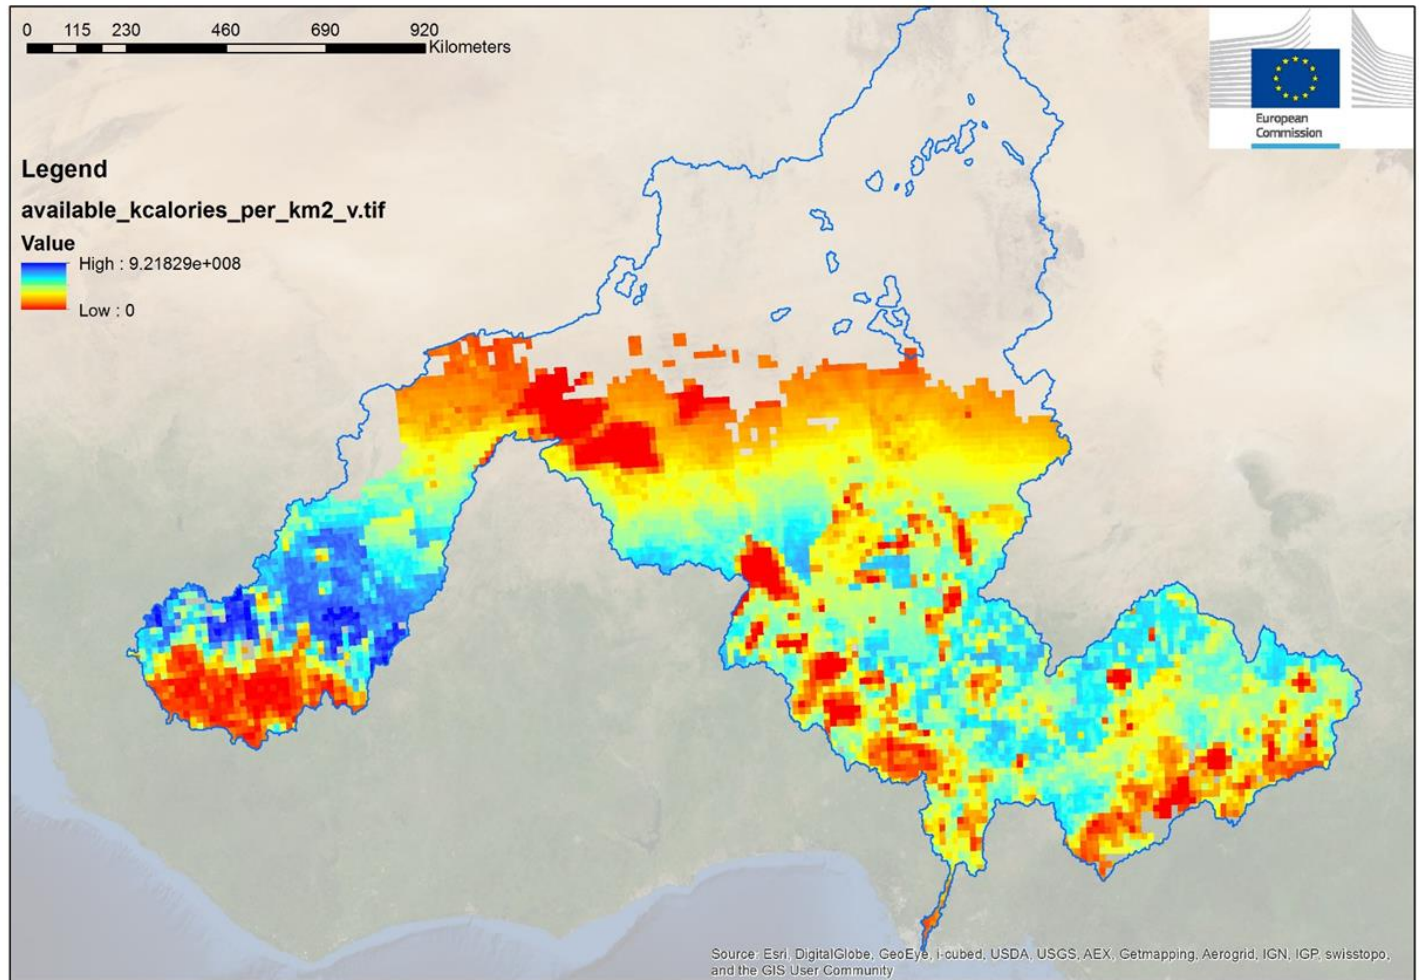 0 115 230 460 690 920
Kilometers
European
Commission
Legend
available_kcalories_per_km2_v.tif
Value
High : 9.21829e+008
Low : 0
Source: Esri, DigitalGlobe, GeoEye, i-cubed, USDA, USGS, AEX, Getmapping, Aerogrid, IGN, IGP, swisstopo,
and the GIS User Community